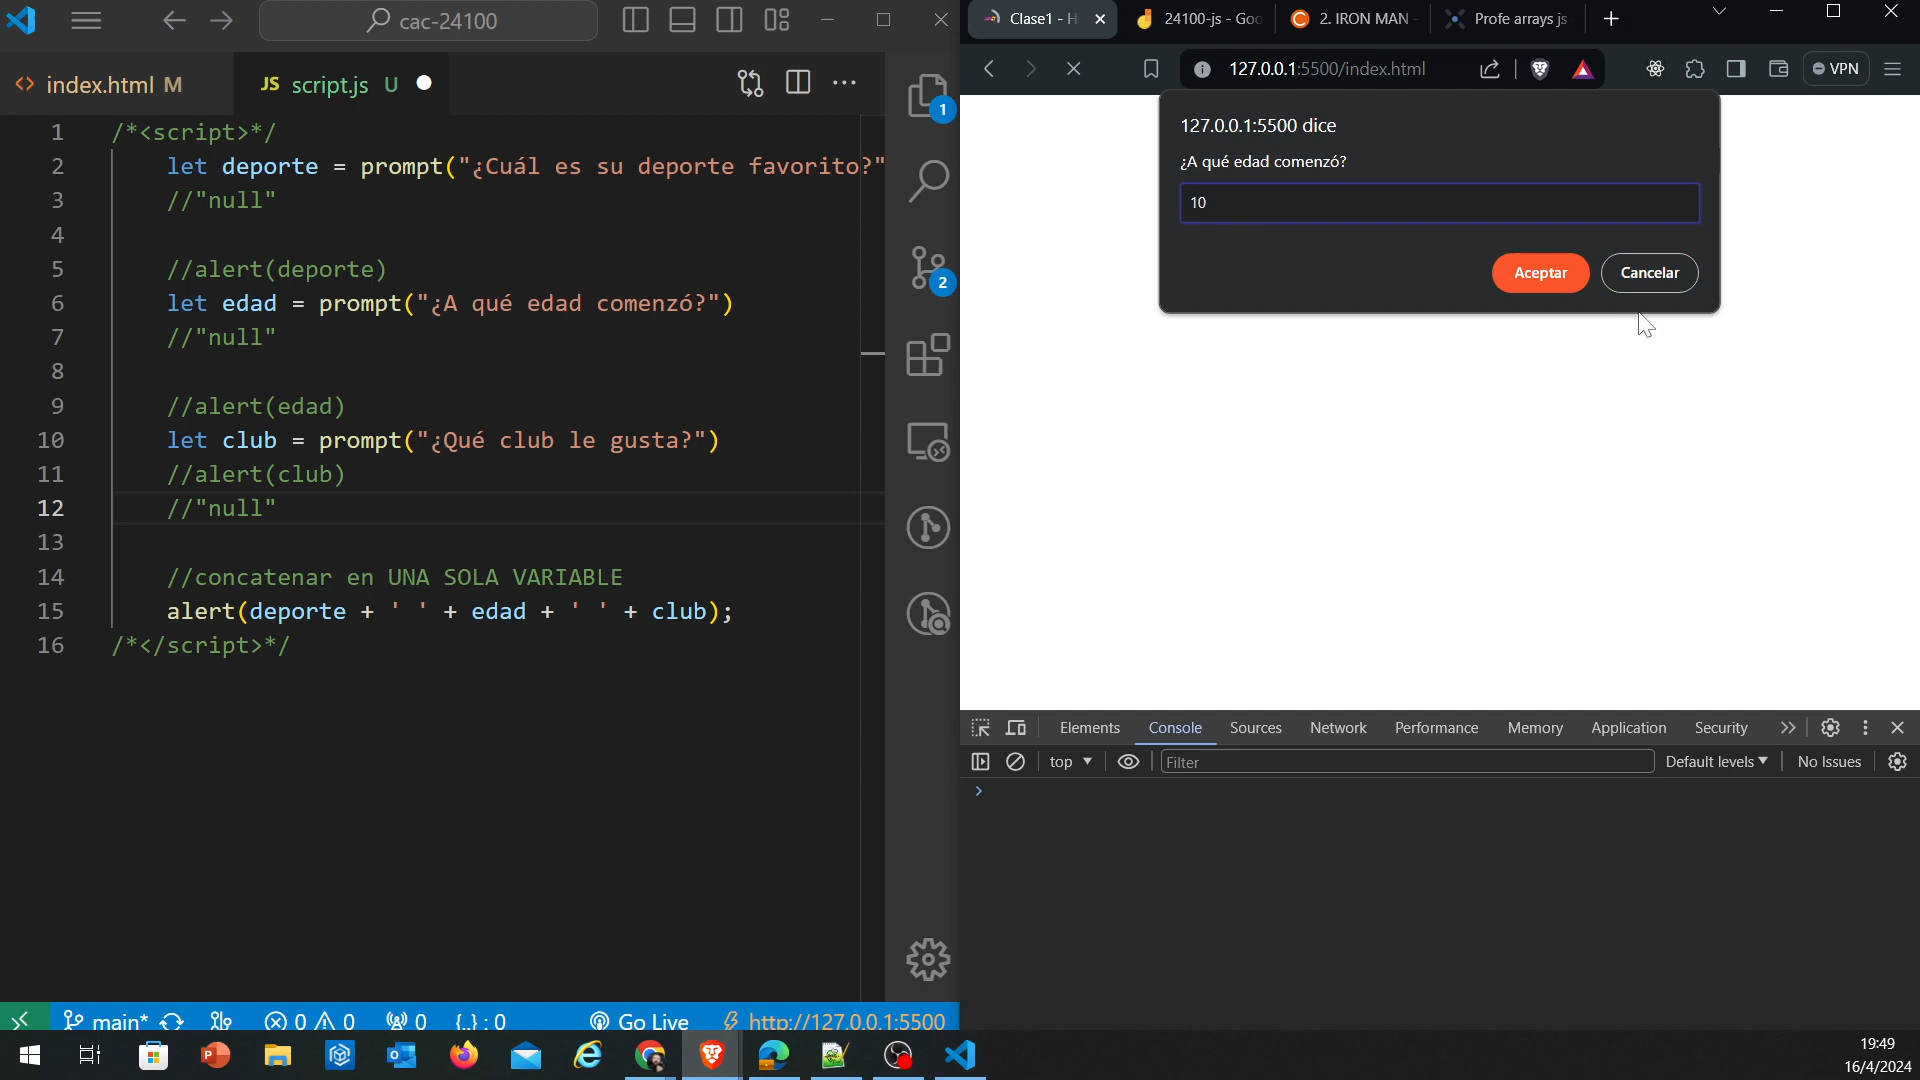 cac-24100
index.html M
JS script.js U
1 /*<script>*/
2 let deporte = prompt("¿Cuál es su deporte favorito?"
3 //"null"
4
5 //alert(deporte)
6 let edad = prompt("¿A qué edad comenzó?")
7 //"null"
8
9 //alert(edad)
10 let club = prompt("¿Qué club le gusta?")
11 //alert(club)
12 //"null"
13
14 //concatenar en UNA SOLA VARIABLE
15 alert(deporte + ' ' + edad + ' ' + club);
16 /*</script>*/
1
2
main* 0 0 0 {..} : 0 Go Live http://127.0.0.1:5500
Clase1 - H 24100-js - Goo 2. IRON MAN - Profe arrays js
127.0.0.1:5500/index.html VPN
127.0.0.1:5500 dice
¿A qué edad comenzó?
10
Aceptar Cancelar
Elements Console Sources Network Performance Memory Application Security
top Filter Default levels No Issues
19:49
16/4/2024